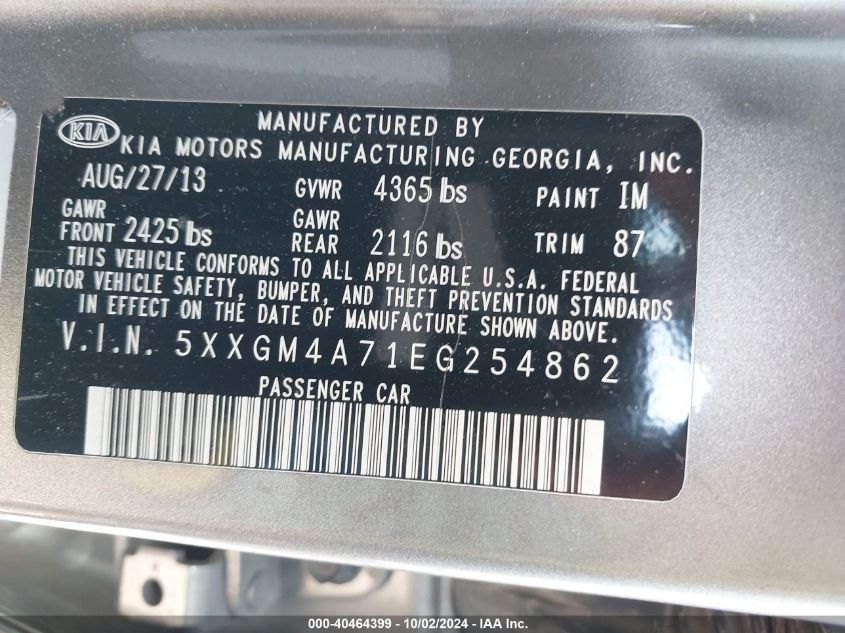 MANUFACTURED BY
KIA KIA MOTORS MANUFACTURING GEORGIA, INC.
AUG/27/13 GVWR 4365 lbs PAINT IM
GAWR GAWR
FRONT 2425 lbs REAR 2116 lbs TRIM 87
THIS VEHICLE CONFORMS TO ALL APPLICABLE U.S.A. FEDERAL
MOTOR VEHICLE SAFETY, BUMPER, AND THEFT PREVENTION STANDARDS
IN EFFECT ON THE DATE OF MANUFACTURE SHOWN ABOVE.
V.I.N. 5XXGM4A71EG254862
PASSENGER CAR
000-40464399 - 10/02/2024 - IAA Inc.